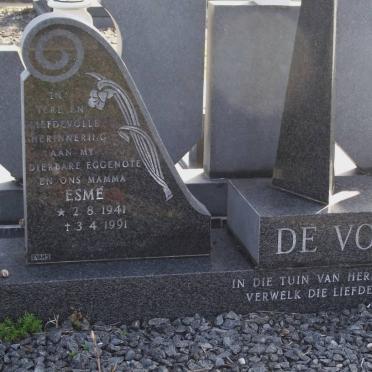 IN
TERE EN
LIEFDEVOLLE
HERINNERING
AAN MY
DIERBARE EGGENOTE
EN ONS MAMMA
ESMÉ
* 2.8.1941
† 3.4.1991
DE VO
IN DIE TUIN VAN HER
VERWELK DIE LIEFDE